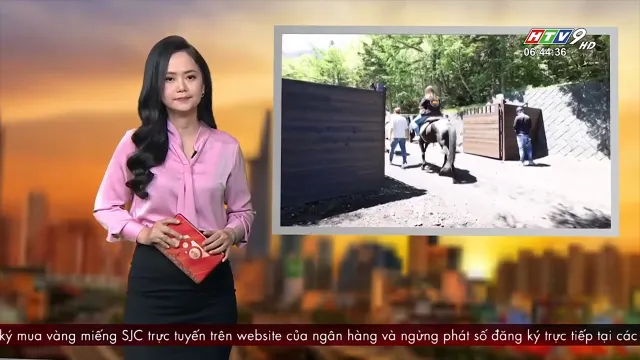 HTV9 HD
06:44:36
ký mua vàng miếng SJC trực tuyến trên website của ngân hàng và ngừng phát số đăng ký trực tiếp tại các